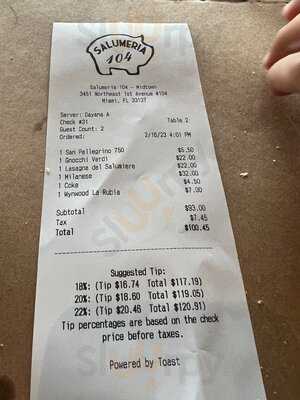 SALUMERIA
104
Salumeria 104 - Midtown
3451 Northeast 1st Avenue #104
Miami, FL 33137
Server: Dayana A
Check #31 Table 2
Guest Count: 2
Ordered: 2/16/23 4:01 PM
1 San Pellegrino 750 $5.50
1 Gnocchi Verdi $22.00
1 Lasagna del Salumiere $22.00
1 Milanese $32.00
1 Coke $4.50
1 Wynwood La Rubia $7.00
Subtotal $93.00
Tax $7.45
Total $100.45
Suggested Tip:
18%: (Tip $16.74 Total $117.19)
20%: (Tip $18.60 Total $119.05)
22%: (Tip $20.46 Total $120.91)
Tip percentages are based on the check
price before taxes.
Powered by Toast